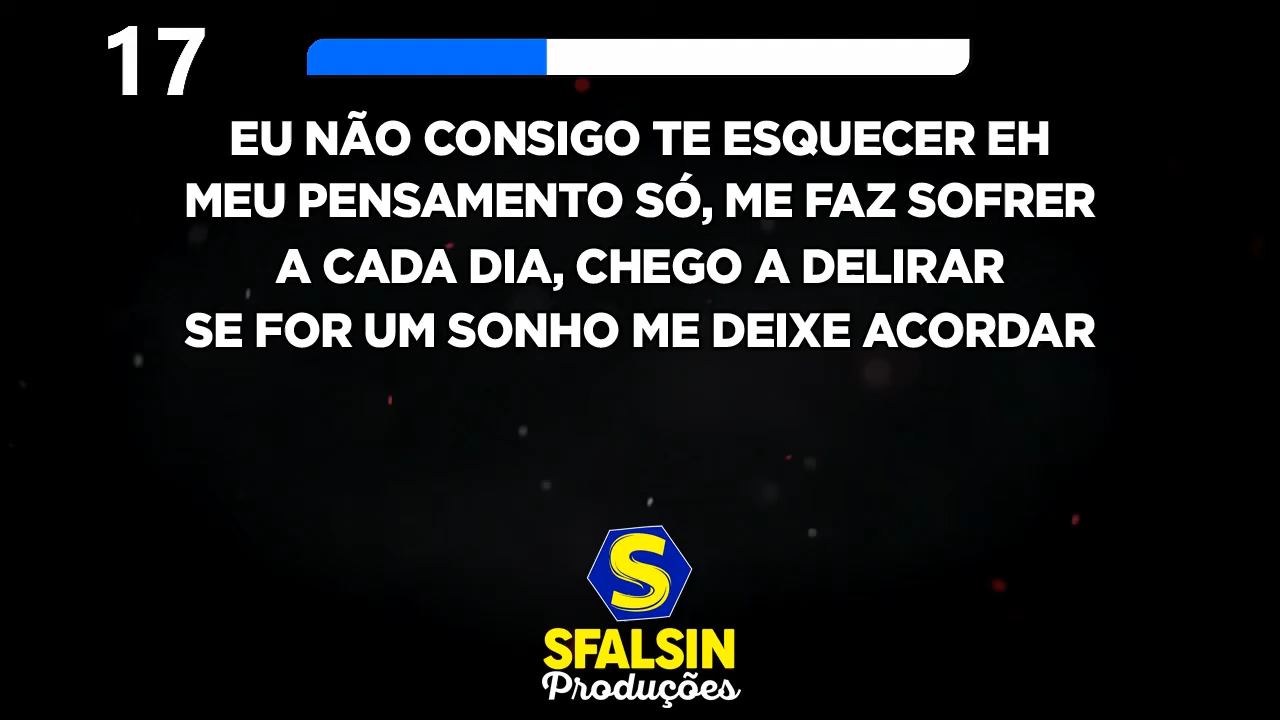 17
EU NÃO CONSIGO TE ESQUECER EH
MEU PENSAMENTO SÓ, ME FAZ SOFRER
A CADA DIA, CHEGO A DELIRAR
SE FOR UM SONHO ME DEIXE ACORDAR
S
SFALSIN
Produções